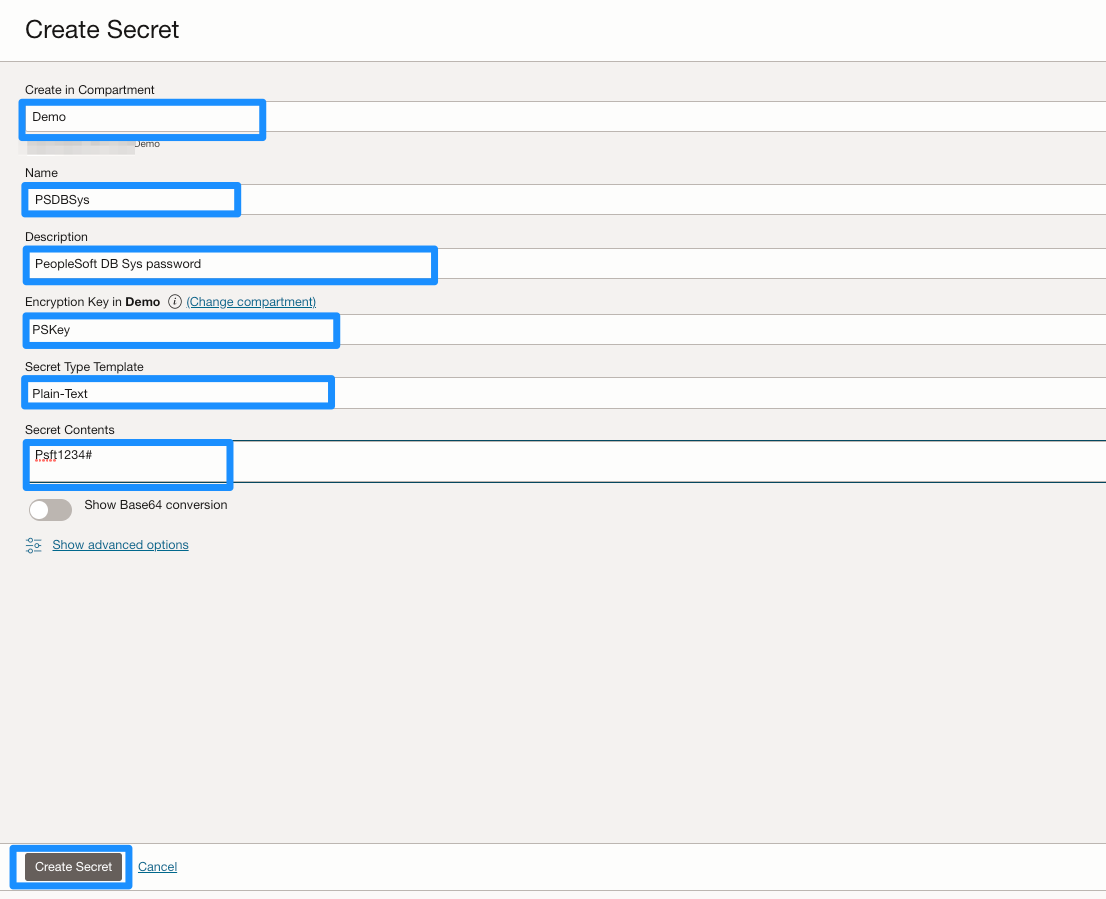 Create Secret
Create in Compartment
Demo
Demo
Name
PSDBSys
Description
PeopleSoft DB Sys password
Encryption Key in Demo (Change compartment)
PSKey
Secret Type Template
Plain-Text
Secret Contents
Psft1234#
Show Base64 conversion
Show advanced options
Create Secret Cancel